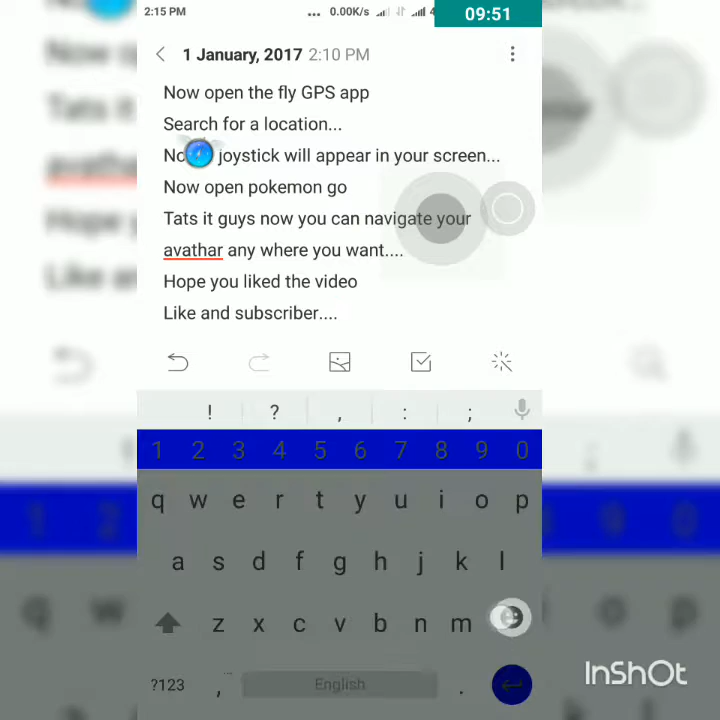 2:15 PM ... 0.00K/s 4 09:51
1 January, 2017 2:10 PM
Now open the fly GPS app
Search for a location...
No joystick will appear in your screen...
Now open pokemon go
Tats it guys now you can navigate your
avathar any where you want....
Hope you liked the video
Like and subscriber....
! ? , : ;
1 2 3 4 5 6 7 8 9 0
q w e r t y u i o p
a s d f g h j k l
z x c v b n m
?123 , English .
InShOt